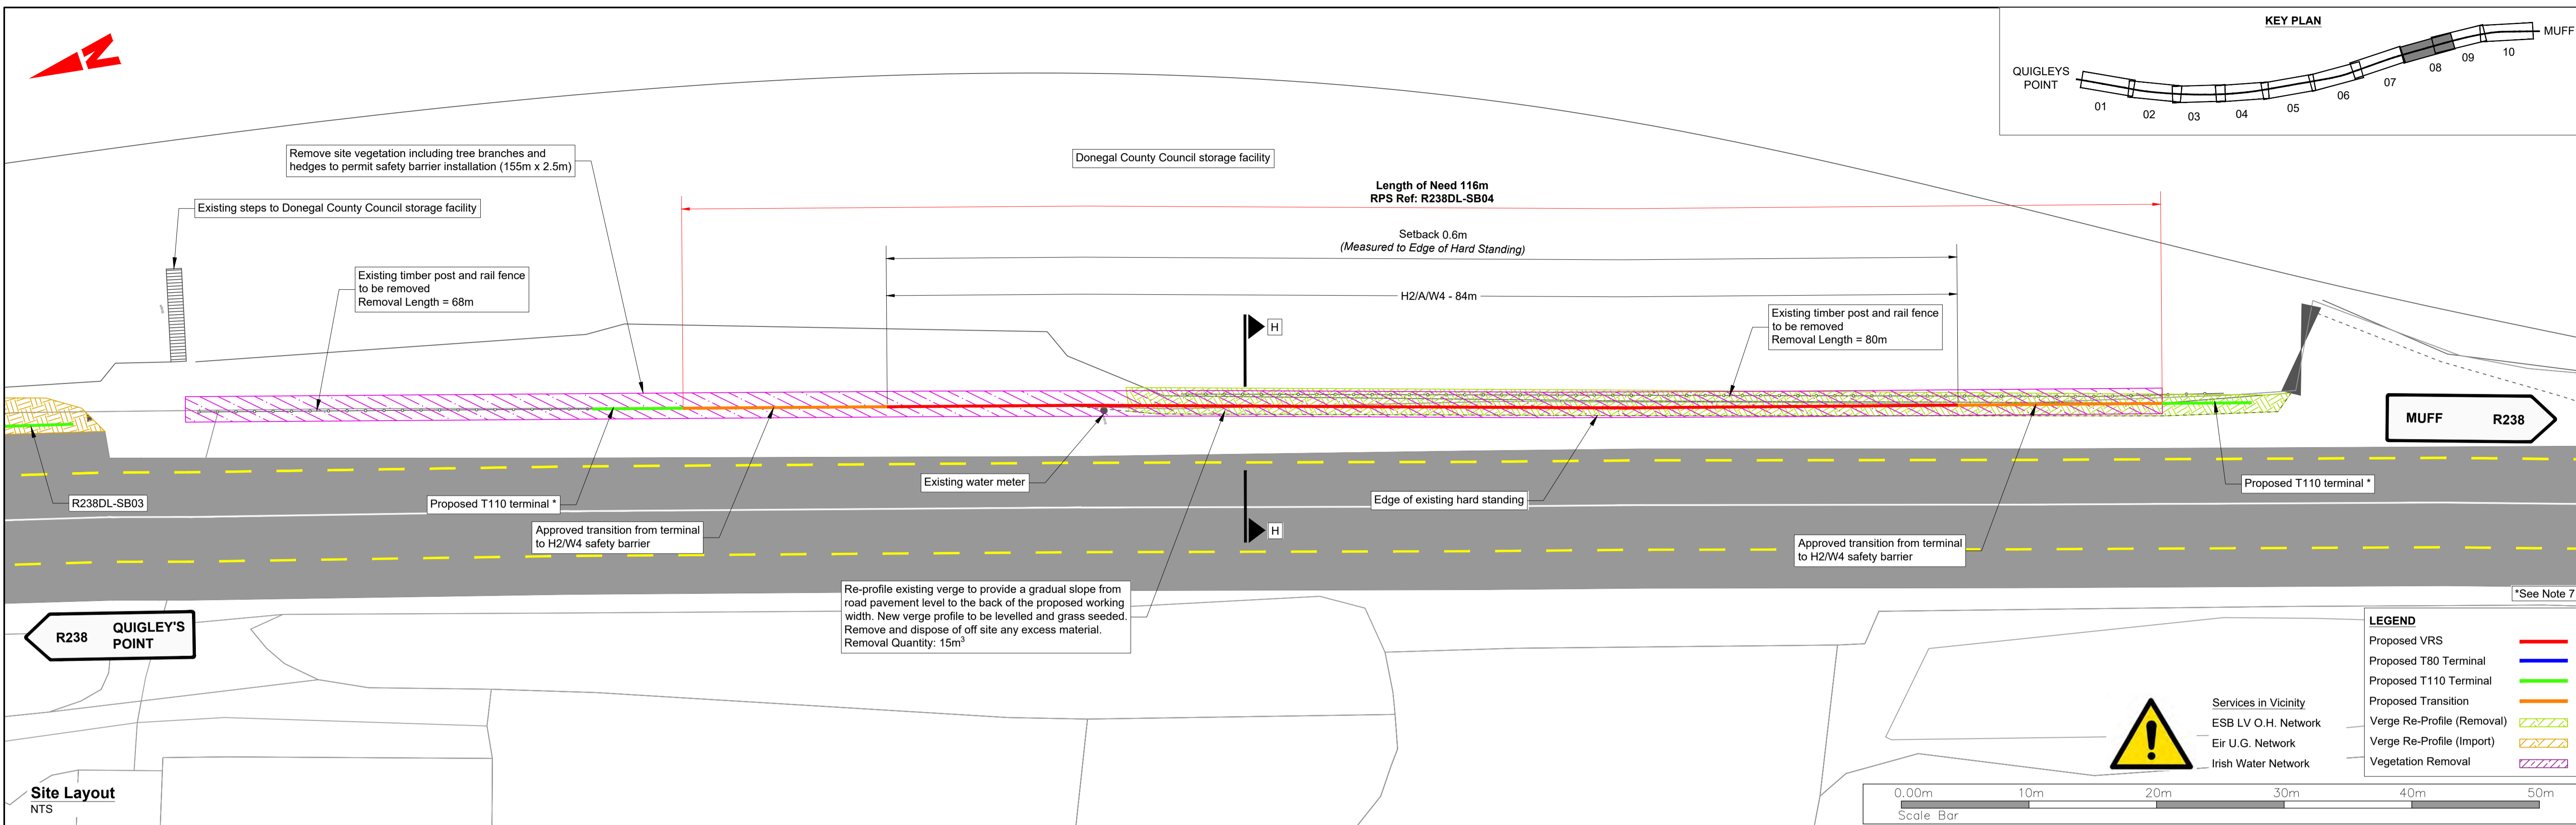 N
KEY PLAN
MUFF
QUIGLEYS
POINT
01
02
03
04
05
06
07
08
09
10
Remove site vegetation including tree branches and
hedges to permit safety barrier installation (155m x 2.5m)
Donegal County Council storage facility
Length of Need 116m
RPS Ref: R238DL-SB04
Existing steps to Donegal County Council storage facility
Setback 0.6m
(Measured to Edge of Hard Standing)
Existing timber post and rail fence
to be removed
Removal Length = 68m
H2/A/W4 - 84m
H
Existing timber post and rail fence
to be removed
Removal Length = 80m
MUFF R238
R238DL-SB03
Proposed T110 terminal *
Existing water meter
Edge of existing hard standing
Proposed T110 terminal *
Approved transition from terminal
to H2/W4 safety barrier
H
Approved transition from terminal
to H2/W4 safety barrier
Re-profile existing verge to provide a gradual slope from
road pavement level to the back of the proposed working
width. New verge profile to be levelled and grass seeded.
Remove and dispose of off site any excess material.
Removal Quantity: 15m³
*See Note 7
R238 QUIGLEY'S
POINT
LEGEND
Proposed VRS
Proposed T80 Terminal
Proposed T110 Terminal
Proposed Transition
Verge Re-Profile (Removal)
Verge Re-Profile (Import)
Vegetation Removal
Services in Vicinity
ESB LV O.H. Network
Eir U.G. Network
Irish Water Network
Site Layout
NTS
0.00m 10m 20m 30m 40m 50m
Scale Bar